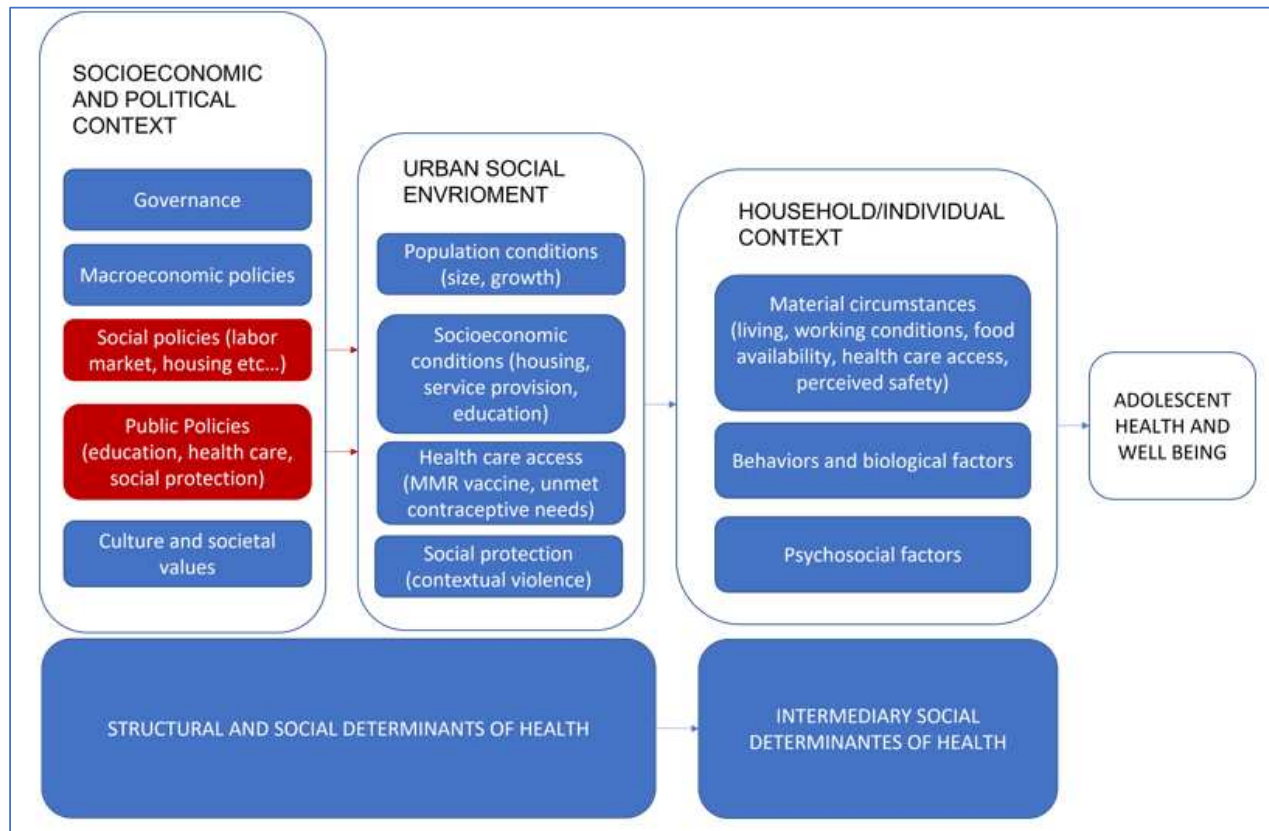 SOCIOECONOMIC
AND POLITICAL
CONTEXT
Governance
Macroeconomic policies
Social policies (labor
market, housing etc...)
Public Policies
(education, health care,
social protection)
Culture and societal
values
URBAN SOCIAL
ENVRIOMENT
Population conditions
(size, growth)
Socioeconomic
conditions (housing,
service provision,
education)
Health care access
(MMR vaccine, unmet
contraceptive needs)
Social protection
(contextual violence)
HOUSEHOLD/INDIVIDUAL
CONTEXT
Material circumstances
(living, working conditions, food
availability, health care access,
perceived safety)
Behaviors and biological factors
Psychosocial factors
ADOLESCENT
HEALTH AND
WELL BEING
STRUCTURAL AND SOCIAL DETERMINANTS OF HEALTH
INTERMEDIARY SOCIAL
DETERMINANTES OF HEALTH